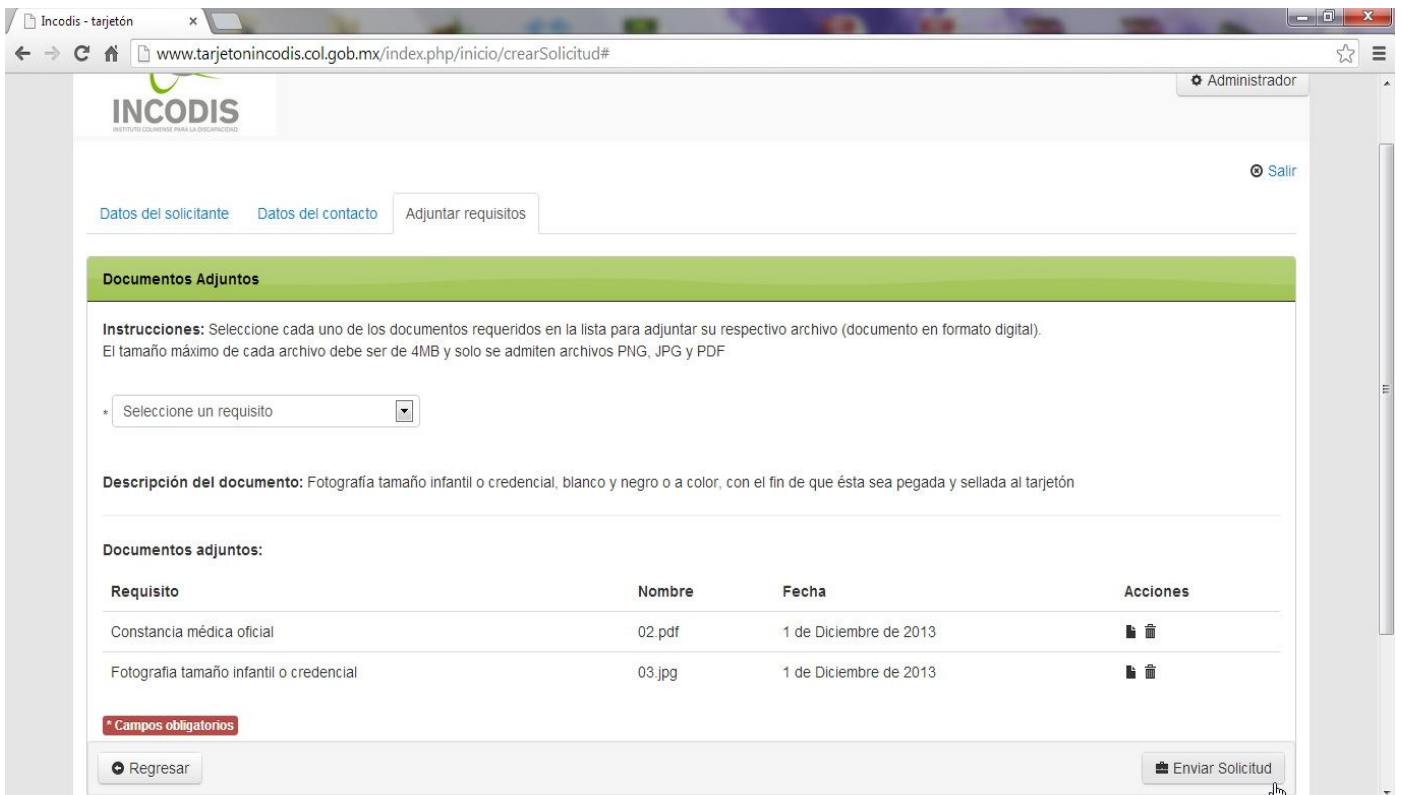 Incodis - tarjetón
www.tarjetonincodis.col.gob.mx/index.php/inicio/crearSolicitud#
INCODIS
INSTITUTO COLIMENSE PARA LA DISCAPACIDAD
Administrador
Salir
Datos del solicitante Datos del contacto Adjuntar requisitos
Documentos Adjuntos
Instrucciones: Seleccione cada uno de los documentos requeridos en la lista para adjuntar su respectivo archivo (documento en formato digital).
El tamaño máximo de cada archivo debe ser de 4MB y solo se admiten archivos PNG, JPG y PDF
* Seleccione un requisito
Descripción del documento: Fotografía tamaño infantil o credencial, blanco y negro o a color, con el fin de que ésta sea pegada y sellada al tarjetón
Documentos adjuntos:
Requisito Nombre Fecha Acciones
Constancia médica oficial 02.pdf 1 de Diciembre de 2013
Fotografia tamaño infantil o credencial 03.jpg 1 de Diciembre de 2013
* Campos obligatorios
Regresar Enviar Solicitud